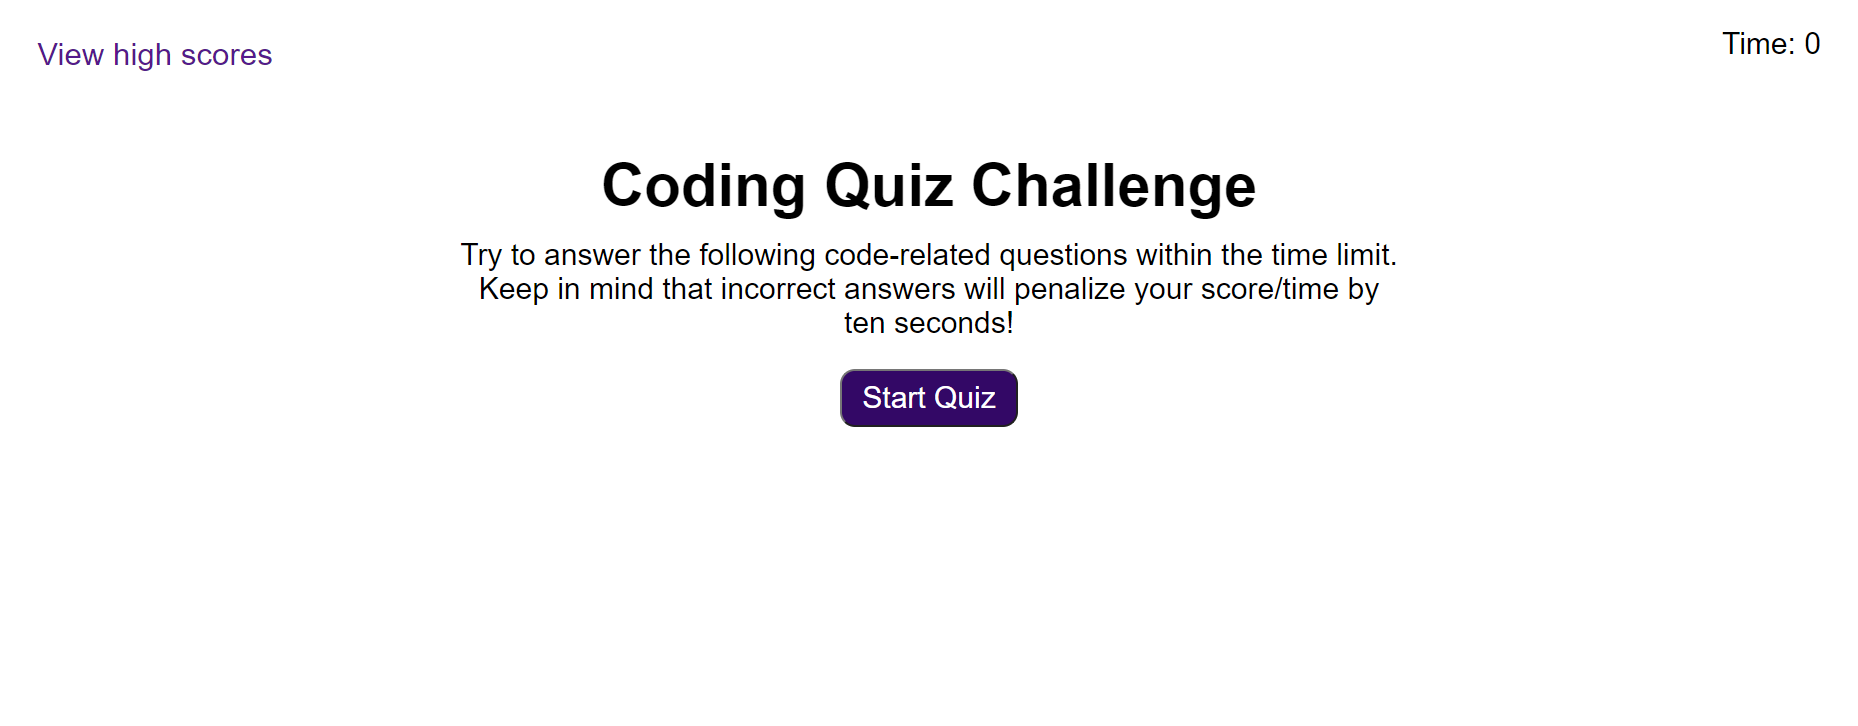 View high scores
Time: 0
Coding Quiz Challenge
Try to answer the following code-related questions within the time limit.
Keep in mind that incorrect answers will penalize your score/time by
ten seconds!
Start Quiz